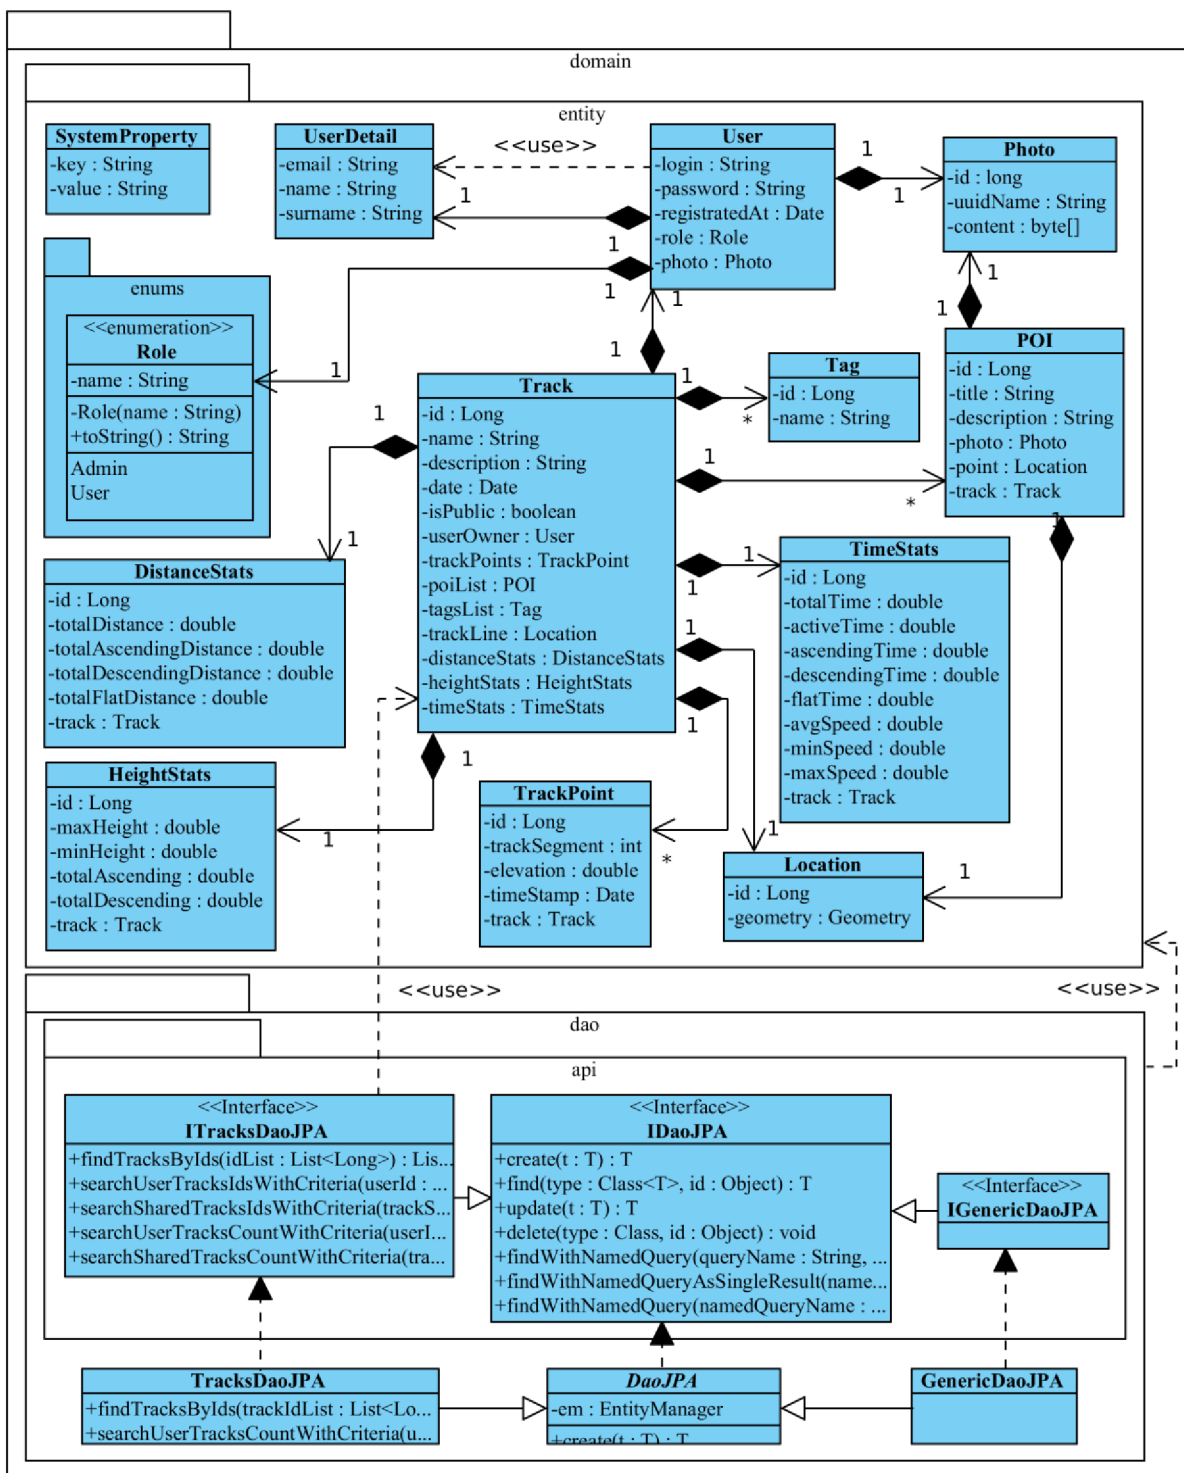 domain
entity
SystemProperty
-key : String
-value : String
UserDetail
-email : String
-name : String
-surname : String
<<use>>
1
1
User
-login : String
-password : String
-registratedAt : Date
-role : Role
-photo : Photo
1
1
Photo
-id : long
-uuidName : String
-content : byte[]
enums
<<enumeration>>
Role
-name : String
-Role(name : String)
+toString() : String
Admin
User
1
1
1
1
1
1
POI
-id : Long
-title : String
-description : String
-photo : Photo
-point : Location
-track : Track
Tag
-id : Long
-name : String
1
*
Track
-id : Long
-name : String
-description : String
-date : Date
-isPublic : boolean
-userOwner : User
-trackPoints : TrackPoint
-poiList : POI
-tagsList : Tag
-trackLine : Location
-distanceStats : DistanceStats
-heightStats : HeightStats
-timeStats : TimeStats
1
1
1
*
1
1
1
DistanceStats
-id : Long
-totalDistance : double
-totalAscendingDistance : double
-totalDescendingDistance : double
-totalFlatDistance : double
-track : Track
TimeStats
-id : Long
-totalTime : double
-activeTime : double
-ascendingTime : double
-descendingTime : double
-flatTime : double
-avgSpeed : double
-minSpeed : double
-maxSpeed : double
-track : Track
1
1
1
1
HeightStats
-id : Long
-maxHeight : double
-minHeight : double
-totalAscending : double
-totalDescending : double
-track : Track
TrackPoint
-id : Long
-trackSegment : int
-elevation : double
-timeStamp : Date
-track : Track
*
1
Location
-id : Long
-geometry : Geometry
1
<<use>>
<<use>>
dao
api
<<Interface>>
ITracksDaoJPA
+findTracksByIds(idList : List<Long>) : Lis...
+searchUserTracksIdsWithCriteria(userId : ...
+searchSharedTracksIdsWithCriteria(trackS...
+searchUserTracksCountWithCriteria(userI...
+searchSharedTracksCountWithCriteria(tra...
<<Interface>>
IDaoJPA
+create(t : T) : T
+find(type : Class<T>, id : Object) : T
+update(t : T) : T
+delete(type : Class, id : Object) : void
+findWithNamedQuery(queryName : String, ...
+findWithNamedQueryAsSingleResult(name...
+findWithNamedQuery(namedQueryName : ...
<<Interface>>
IGenericDaoJPA
TracksDaoJPA
+findTracksByIds(trackIdList : List<Lo...
+searchUserTracksCountWithCriteria(u...
DaoJPA
-em : EntityManager
+create(t : T) : T
GenericDaoJPA